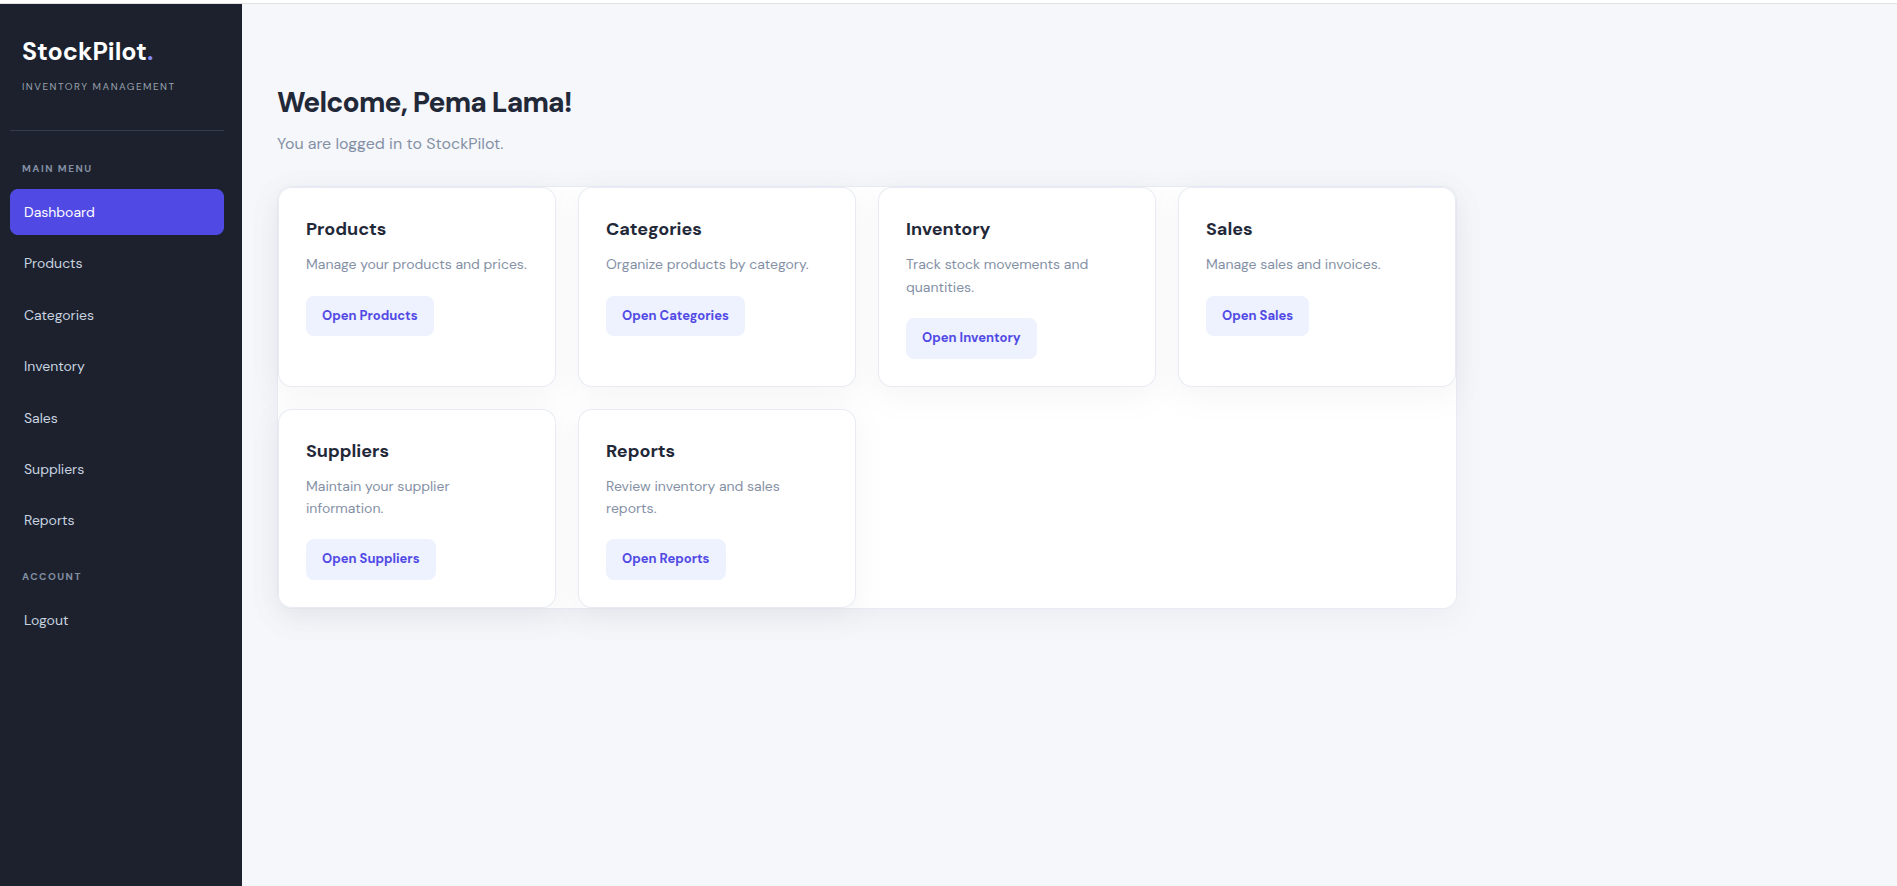 StockPilot.
INVENTORY MANAGEMENT
MAIN MENU
Dashboard
Products
Categories
Inventory
Sales
Suppliers
Reports
ACCOUNT
Logout
Welcome, Pema Lama!
You are logged in to StockPilot.
Products
Manage your products and prices.
Open Products
Categories
Organize products by category.
Open Categories
Inventory
Track stock movements and
quantities.
Open Inventory
Sales
Manage sales and invoices.
Open Sales
Suppliers
Maintain your supplier
information.
Open Suppliers
Reports
Review inventory and sales
reports.
Open Reports